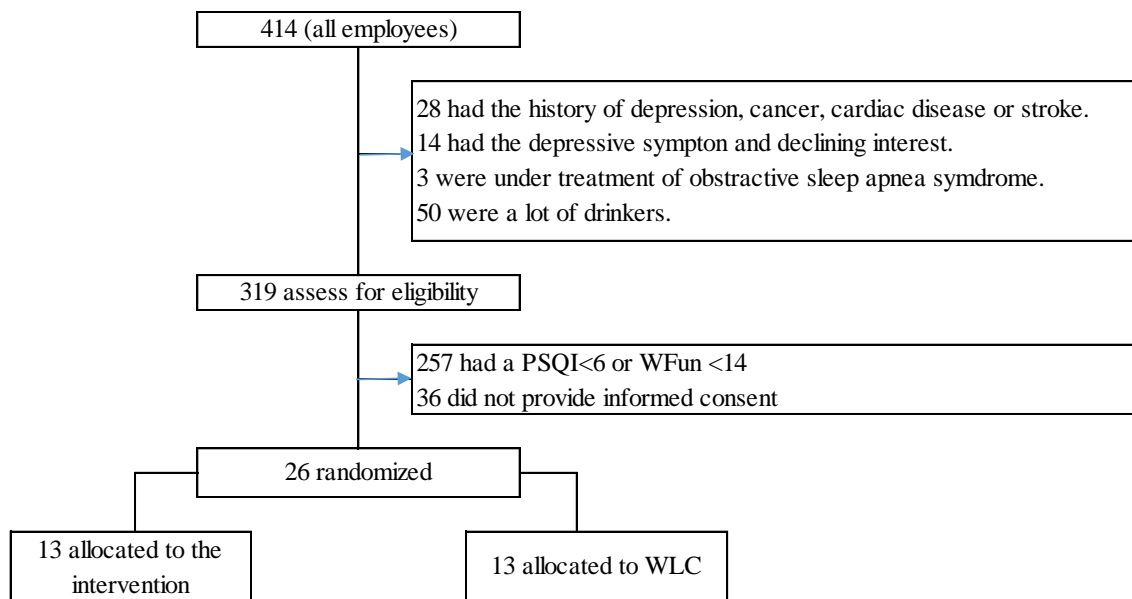 414 (all employees)
28 had the history of depression, cancer, cardiac disease or stroke.
14 had the depressive sympton and declining interest.
3 were under treatment of obstractive sleep apnea symdrome.
50 were a lot of drinkers.
319 assess for eligibility
257 had a PSQI<6 or WFun <14
36 did not provide informed consent
26 randomized
13 allocated to the
intervention
13 allocated to WLC